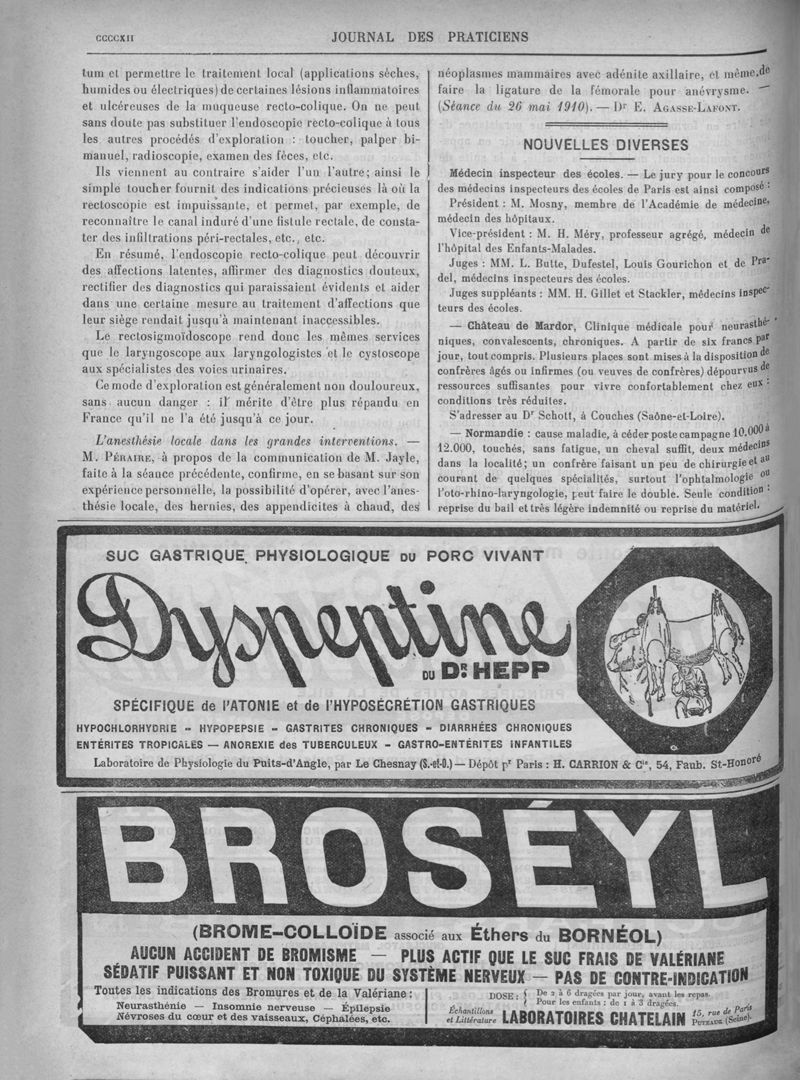 CCCCXII
JOURNAL DES PRATICIENS
tum et permettre le traitement local (applications sèches,
humides ou électriques) de certaines lésions inflammatoires
et ulcéreuses de la muqueuse recto-colique. On ne peut
sans doute pas substituer l'endoscopie recto-colique à tous
les autres procédés d'exploration : toucher, palper bi-
manuel, radioscopie, examen des fèces, etc.
Ils viennent au contraire s'aider l'un l'autre; ainsi le
simple toucher fournit des indications précieuses là où la
rectoscopie est impuissante, et permet, par exemple, de
reconnaître le canal induré d'une fistule rectale, de consta-
ter des infiltrations péri-rectales, etc., etc.
En résumé, l'endoscopie recto-colique peut découvrir
des affections latentes, affirmer des diagnostics douteux,
rectifier des diagnostics qui paraissaient évidents et aider
dans une certaine mesure au traitement d'affections que
leur siège rendait jusqu'à maintenant inaccessibles.
Le rectosigmoïdoscope rend donc les mêmes services
que le laryngoscope aux laryngologistes et le cystoscope
aux spécialistes des voies urinaires.
Ce mode d'exploration est généralement non douloureux,
sans aucun danger : il mérite d'être plus répandu en
France qu'il ne l'a été jusqu'à ce jour.
L'anesthésie locale dans les grandes interventions. —
M. PÉRAIRE, à propos de la communication de M. Jayle,
faite à la séance précédente, confirme, en se basant sur son
expérience personnelle, la possibilité d'opérer, avec l'anes-
thésie locale, des hernies, des appendicites à chaud, des
néoplasmes mammaires avec adénite axillaire, et même, de
faire la ligature de la fémorale pour anévrysme. —
(Séance du 26 mai 1910). — Dr E. AGASSE-LAFONT.
NOUVELLES DIVERSES
Médecin inspecteur des écoles. — Le jury pour le concours
des médecins inspecteurs des écoles de Paris est ainsi composé :
Président : M. Mosny, membre de l'Académie de médecine,
médecin des hôpitaux.
Vice-président : M. H. Méry, professeur agrégé, médecin de
l'hôpital des Enfants-Malades.
Juges : MM. L. Butte, Dufestel, Louis Gourichon et de Pra-
del, médecins inspecteurs des écoles.
Juges suppléants : MM. H. Gillet et Stackler, médecins inspec-
teurs des écoles.
— Château de Mardor, Clinique médicale pour neurasthé-
niques, convalescents, chroniques. A partir de six francs par
jour, tout compris. Plusieurs places sont mises à la disposition de
confrères âgés ou infirmes (ou veuves de confrères) dépourvus de
ressources suffisantes pour vivre confortablement chez eux :
conditions très réduites.
S'adresser au Dr Schott, à Couches (Saône-et-Loire).
— Normandie : cause maladie, à céder poste campagne 10.000 à
12.000, touchés, sans fatigue, un cheval suffit, deux médecins
dans la localité; un confrère faisant un peu de chirurgie et au
courant de quelques spécialités, surtout l'ophtalmologie ou
l'oto-rhino-laryngologie, peut faire le double. Seule condition :
reprise du bail et très légère indemnité ou reprise du matériel.
SUC GASTRIQUE PHYSIOLOGIQUE DU PORC VIVANT
Dyspeptine
DU DR HEPP
SPÉCIFIQUE de l'ATONIE et de l'HYPOSÉCRÉTION GASTRIQUES
HYPOCHLORHYDRIE - HYPOPEPSIE - GASTRITES CHRONIQUES - DIARRHÉES CHRONIQUES
ENTÉRITES TROPICALES — ANOREXIE des TUBERCULEUX - GASTRO-ENTÉRITES INFANTILES
Laboratoire de Physiologie du Puits-d'Angle, par Le Chesnay (S.-et-O.) — Dépôt pr Paris : H. CARRION & Cie, 54, Faub. St-Honoré
BROSÉYL
(BROME-COLLOÏDE associé aux Éthers du BORNÉOL)
AUCUN ACCIDENT DE BROMISME — PLUS ACTIF QUE LE SUC FRAIS DE VALÉRIANE
SÉDATIF PUISSANT ET NON TOXIQUE DU SYSTÈME NERVEUX — PAS DE CONTRE-INDICATION
Toutes les indications des Bromures et de la Valériane :
Neurasthénie — Insomnie nerveuse — Épilepsie
Névroses du cœur et des vaisseaux, Céphalées, etc.
DOSE : { De 2 à 6 dragées par jour, avant les repas.
Pour les enfants : de 1 à 3 dragées.
Échantillons et Littérature LABORATOIRES CHATELAIN 15, rue de Paris
PUTEAUX (Seine).